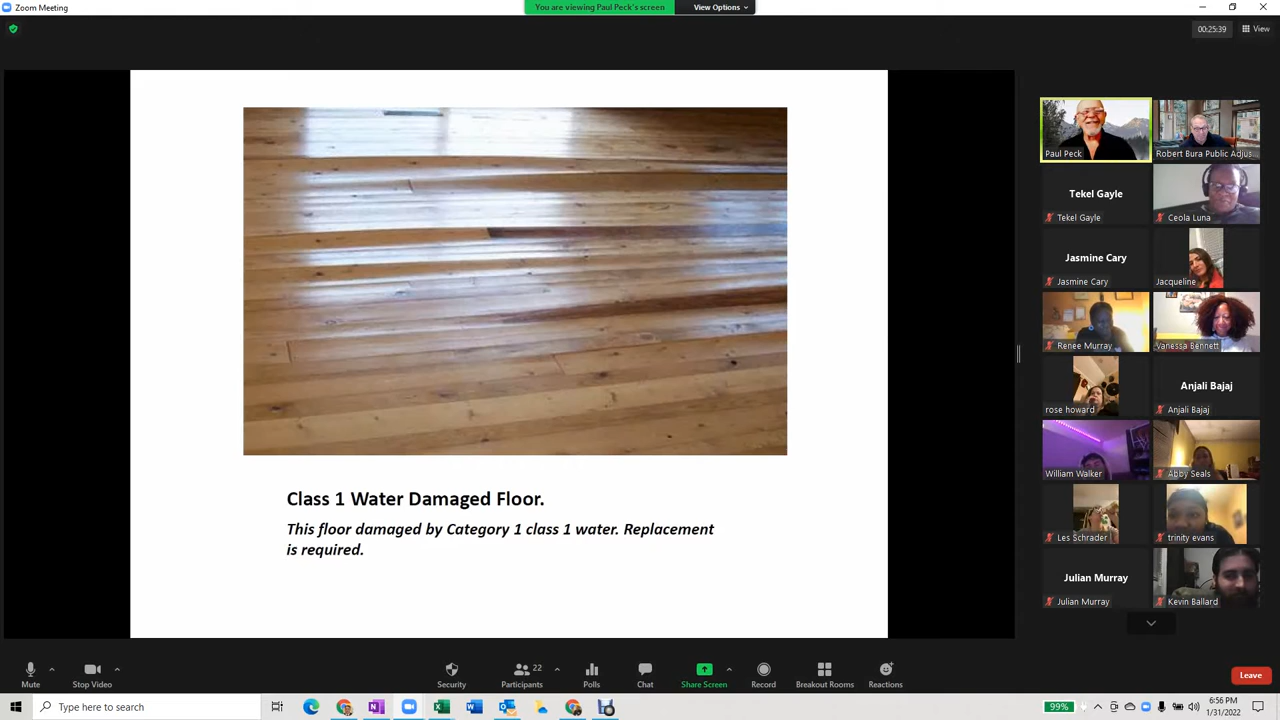 Zoom Meeting
You are viewing Paul Peck's screen
View Options
00:25:39
View
Paul Peck
Robert Bura Public Adjus...
Tekel Gayle
Tekel Gayle
Ceola Luna
Jasmine Cary
Jasmine Cary
Jacqueline
Renee Murray
Vanessa Bennett
rose howard
Anjali Bajaj
Anjali Bajaj
William Walker
Abby Seals
Les Schrader
trinity evans
Julian Murray
Julian Murray
Kevin Ballard
Class 1 Water Damaged Floor.
This floor damaged by Category 1 class 1 water. Replacement
is required.
Mute
Stop Video
Security
Participants
22
Polls
Chat
Share Screen
Record
Breakout Rooms
Reactions
Leave
Type here to search
99%
6:56 PM
1/31/2022